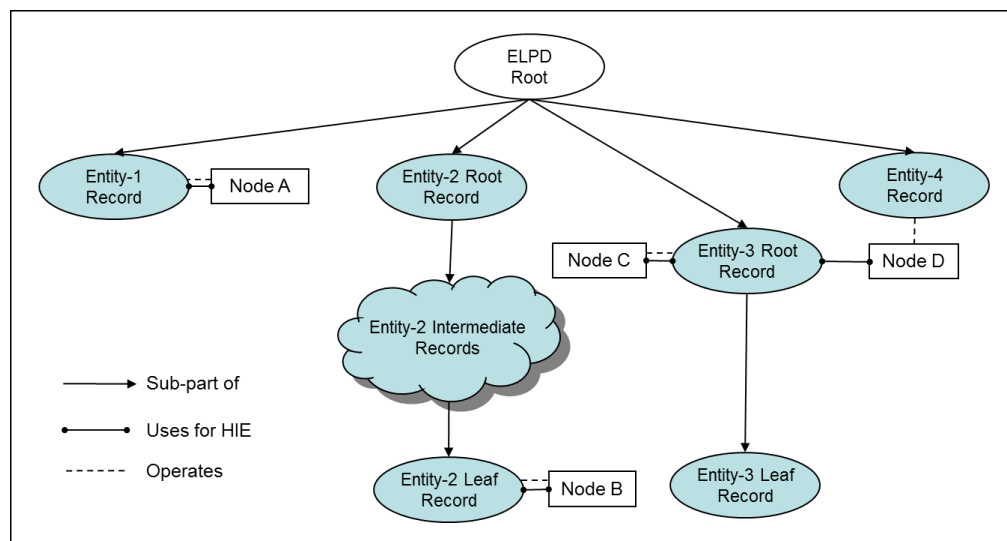 ELPD
Root
Entity-1
Record
Node A
Entity-2 Root
Record
Entity-4
Record
Node C
Entity-3 Root
Record
Node D
Entity-2 Intermediate
Records
Sub-part of
Uses for HIE
Operates
Entity-2 Leaf
Record
Node B
Entity-3 Leaf
Record